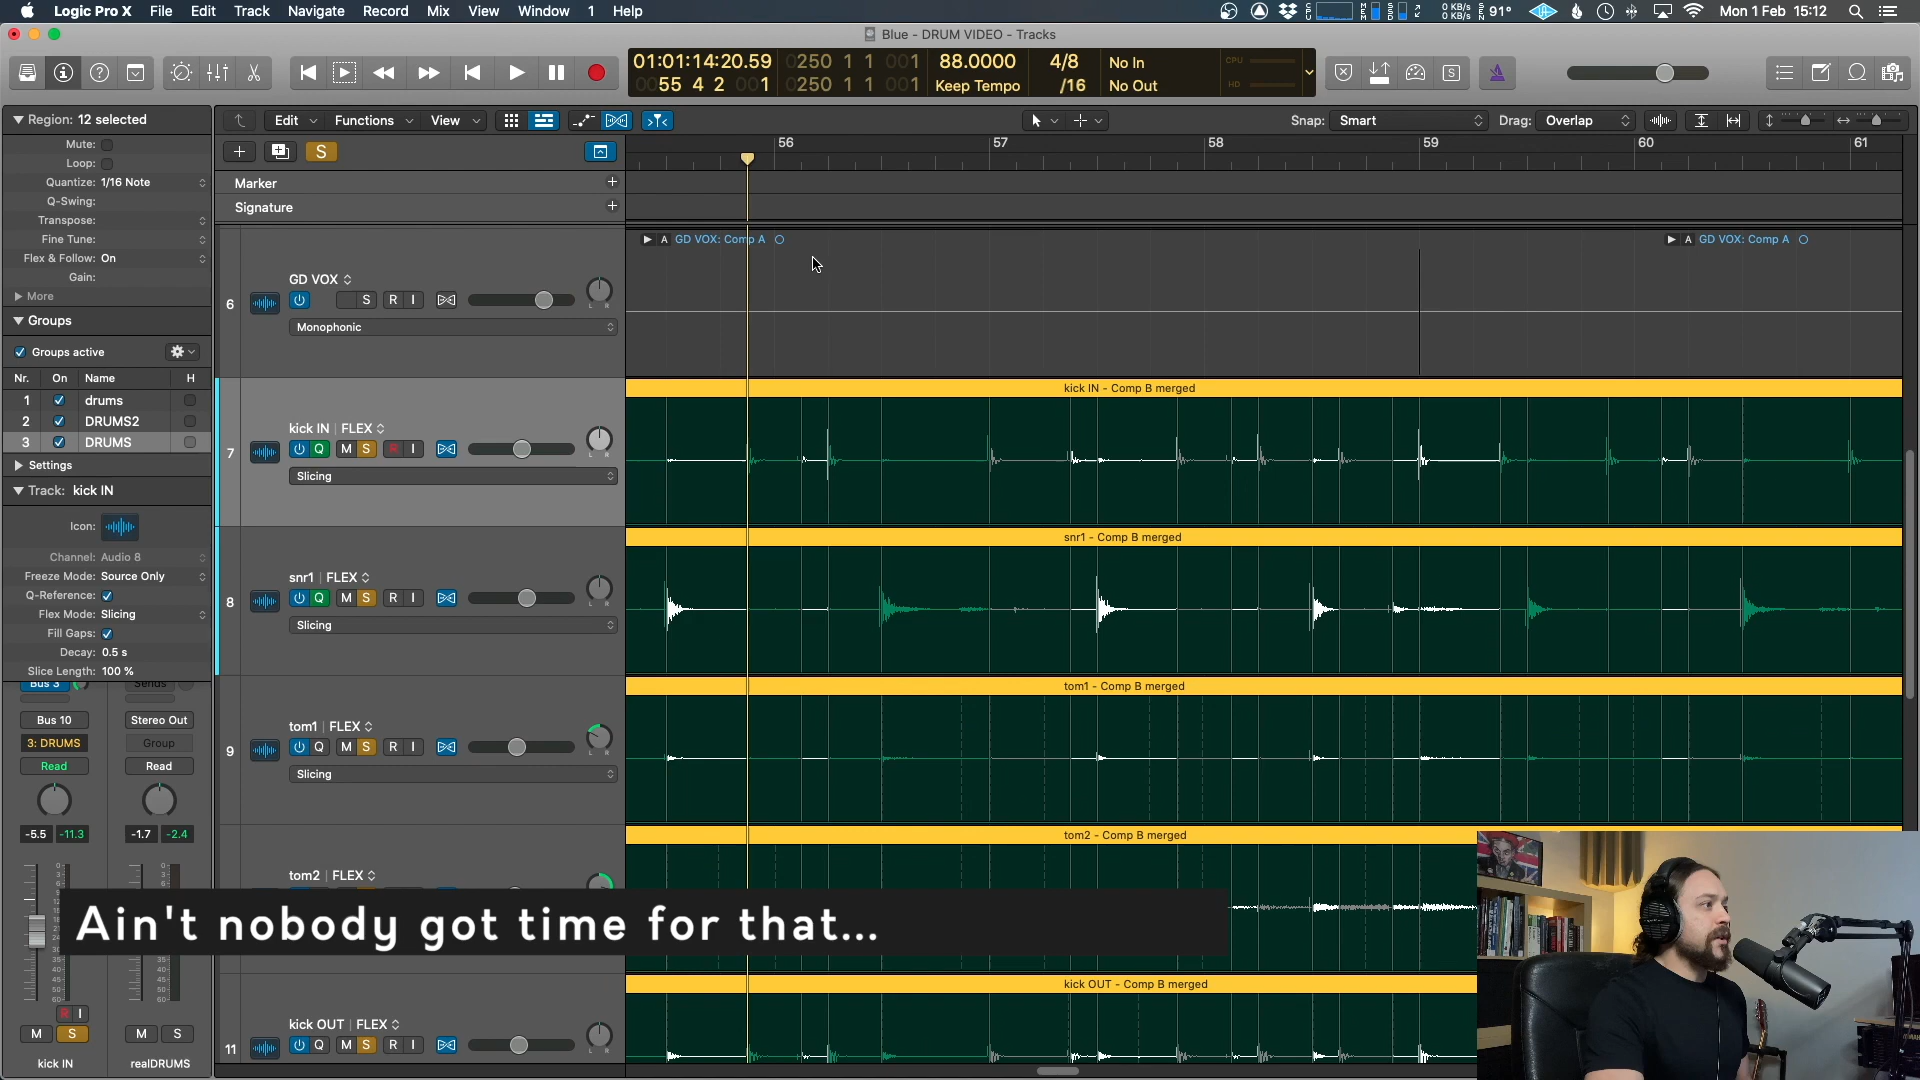 Logic Pro X File Edit Track Navigate Record Mix View Window 1 Help
0 KB/s
0 KB/s
91° Mon 1 Feb 15:12
Blue - DRUM VIDEO - Tracks
01:01:14:20.59 0250 1 1 001 88.0000 4/8 No In CPU
0055 4 2 001 0250 1 1 001 Keep Tempo /16 No Out HD
Region: 12 selected
Edit Functions View Snap: Smart Drag: Overlap
Mute:
Loop:
Quantize: 1/16 Note
Q-Swing:
Transpose:
Fine Tune:
Flex & Follow: On
Gain:
More
S
56 57 58 59 60 61
Marker
Signature
Groups
Groups active
Nr. On Name H
1 drums
2 DRUMS2
3 DRUMS
Settings
Track: kick IN
Icon:
Channel: Audio 8
Freeze Mode: Source Only
Q-Reference:
Flex Mode: Slicing
Fill Gaps:
Decay: 0.5 s
Slice Length: 100 %
Bus 3 Sends
Bus 10 Stereo Out
3: DRUMS Group
Read Read
-5.5 -11.3 -1.7 -2.4
R I
M S M S
kick IN realDRUMS
6 GD VOX
S R I
Monophonic
A GD VOX: Comp A
A GD VOX: Comp A
7 kick IN | FLEX
Q M S R I
Slicing
kick IN - Comp B merged
8 snr1 | FLEX
Q M S R I
Slicing
snr1 - Comp B merged
9 tom1 | FLEX
Q M S R I
Slicing
tom1 - Comp B merged
tom2 | FLEX
tom2 - Comp B merged
Ain't nobody got time for that...
11 kick OUT | FLEX
Q M S R I
kick OUT - Comp B merged